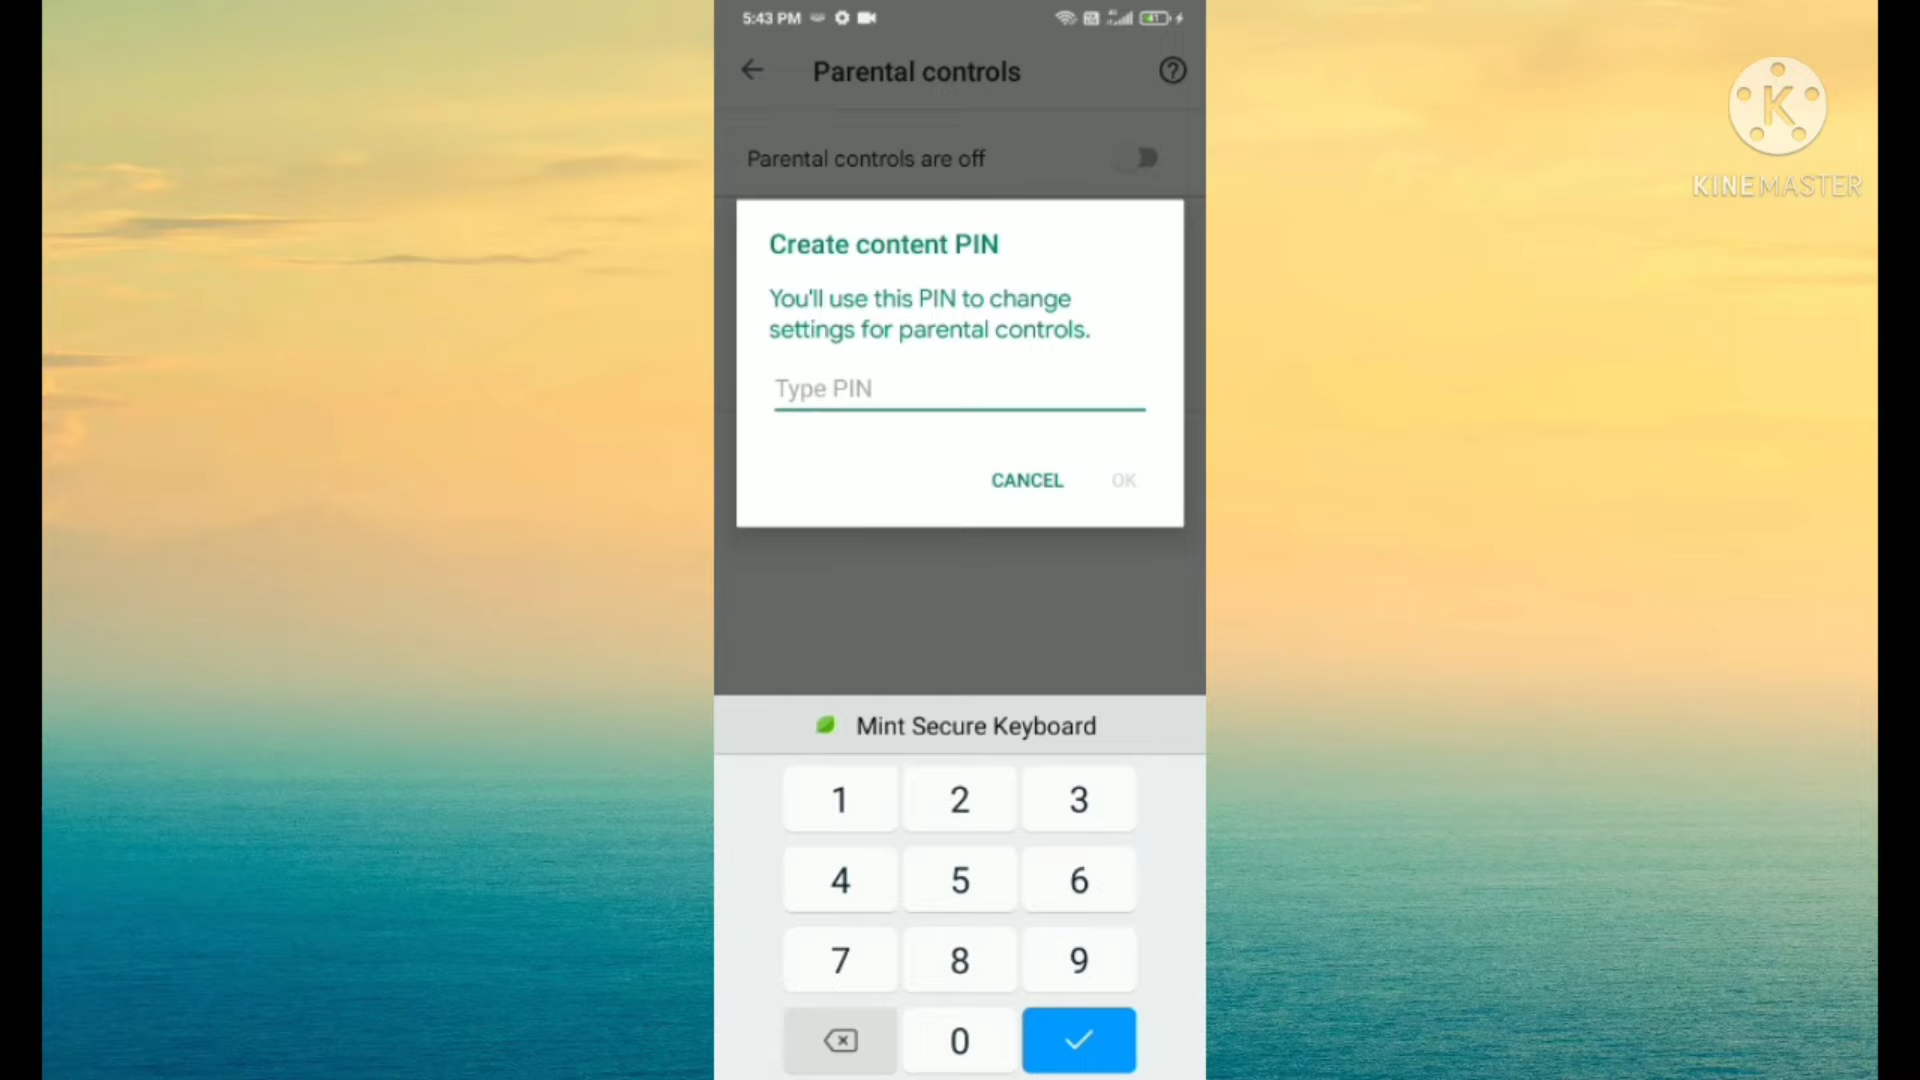 5:43 PM
41
Parental controls
Parental controls are off
Create content PIN
You'll use this PIN to change
settings for parental controls.
Type PIN
CANCEL OK
Mint Secure Keyboard
1 2 3
4 5 6
7 8 9
0
K
KINEMASTER